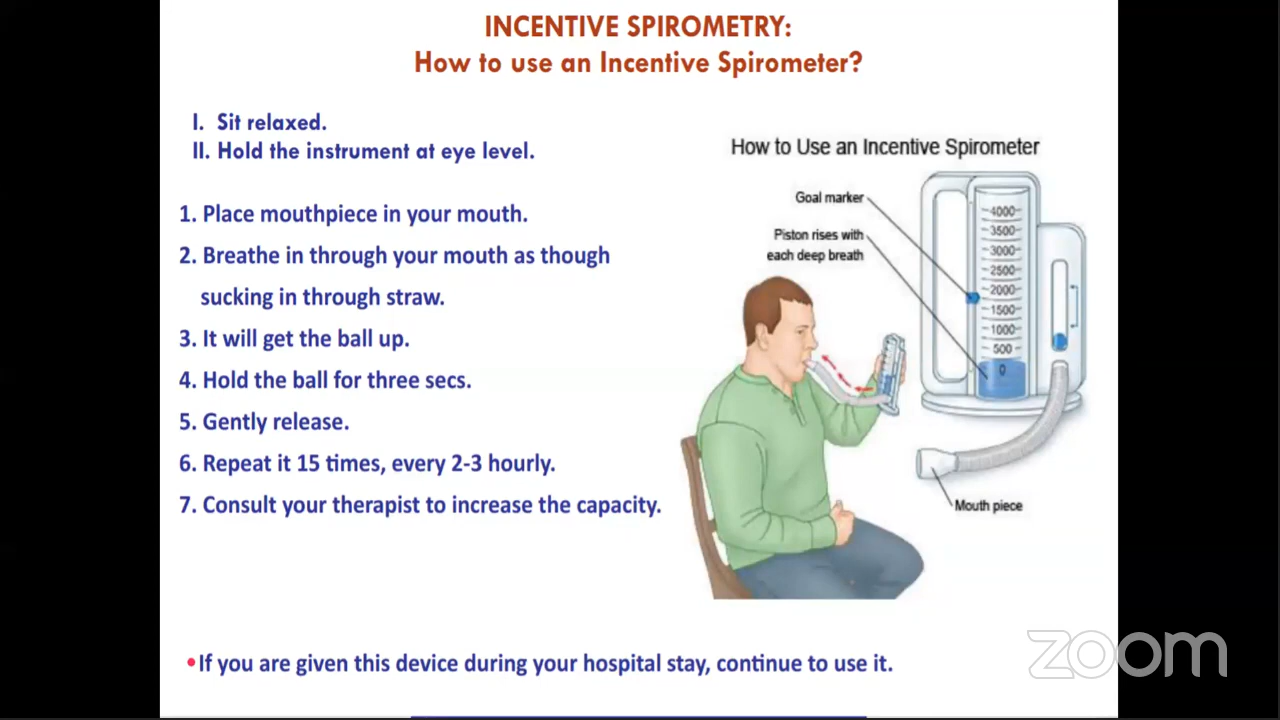 INCENTIVE SPIROMETRY:
How to use an Incentive Spirometer?
I. Sit relaxed.
II. Hold the instrument at eye level.
1. Place mouthpiece in your mouth.
2. Breathe in through your mouth as though
sucking in through straw.
3. It will get the ball up.
4. Hold the ball for three secs.
5. Gently release.
6. Repeat it 15 times, every 2-3 hourly.
7. Consult your therapist to increase the capacity.
How to Use an Incentive Spirometer
Goal marker
Piston rises with
each deep breath
4000
3500
3000
2500
2000
1500
1000
500
0
Mouth piece
•If you are given this device during your hospital stay, continue to use it.
zoom